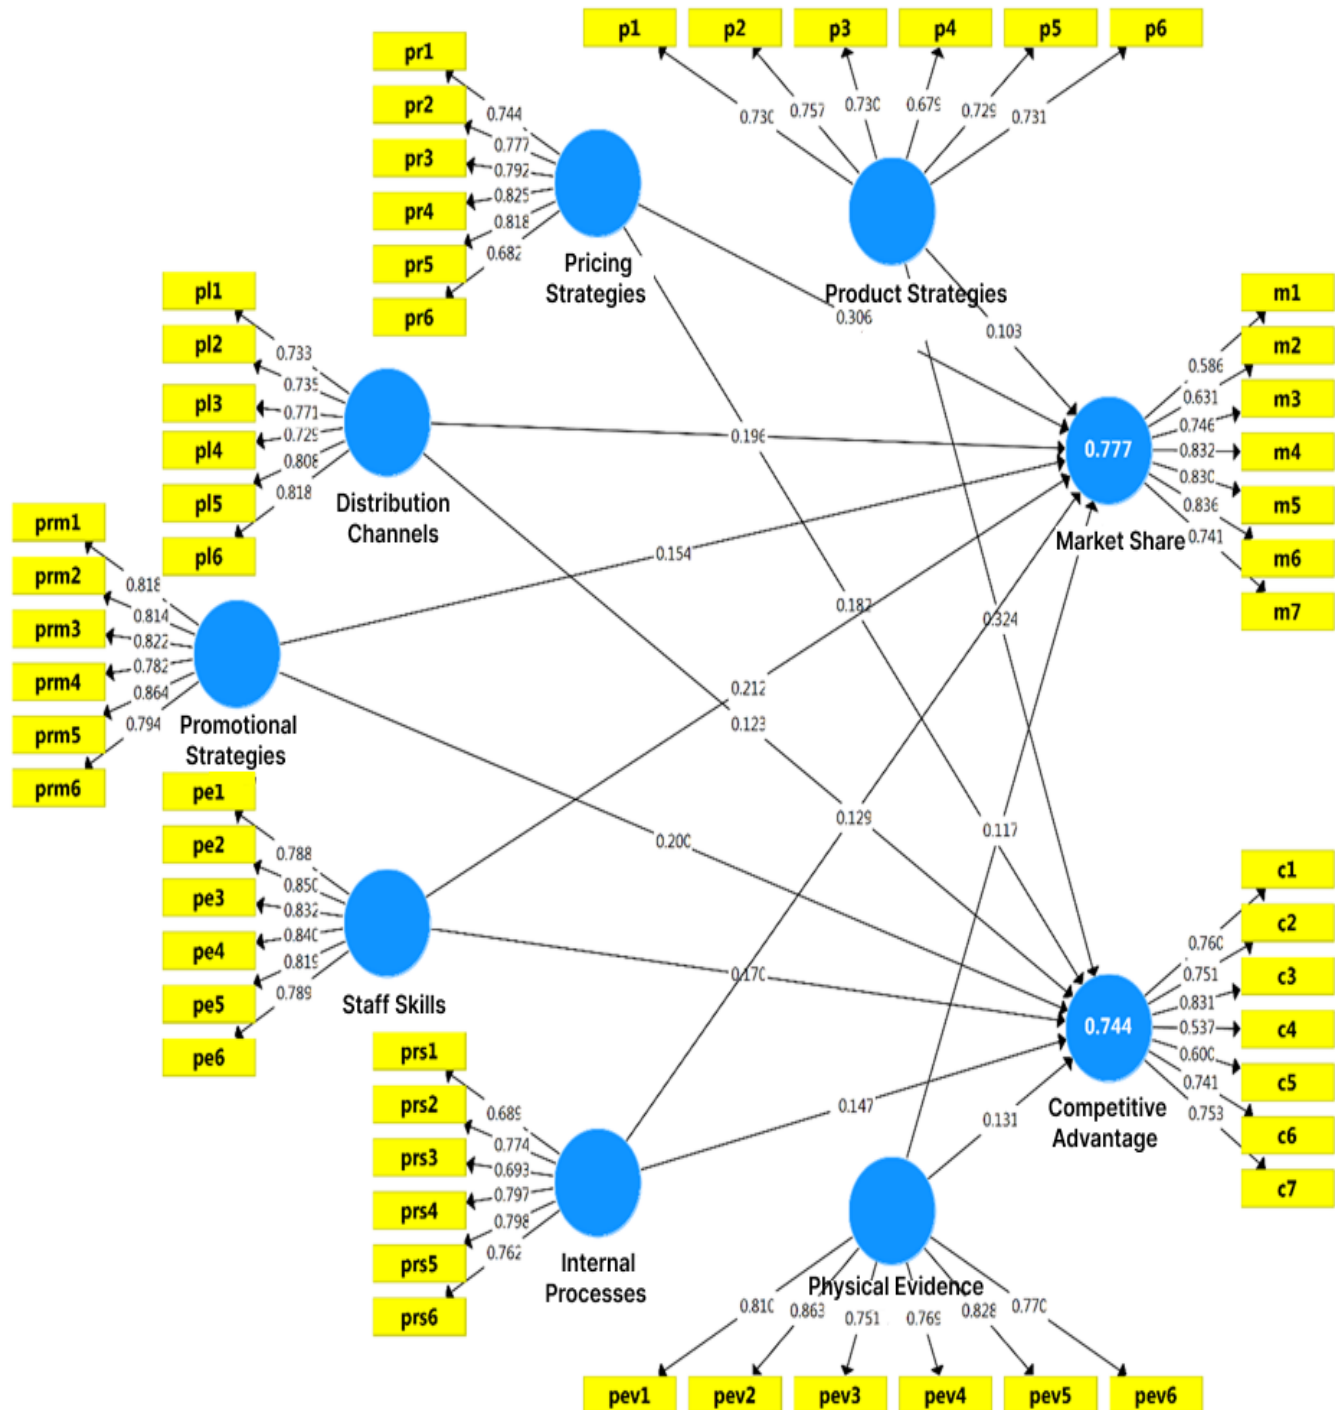 p1 p2 p3 p4 p5 p6
0.730 0.757 0.730 0.679 0.729 0.731
Product Strategies
pr1
pr2
pr3
pr4
pr5
pr6
0.744
0.777
0.792
0.825
0.818
0.682
Pricing
Strategies
0.306
0.103
pl1
pl2
pl3
pl4
pl5
pl6
0.733
0.735
0.771
0.729
0.808
0.818
Distribution
Channels
0.196
m1
m2
m3
m4
m5
m6
m7
0.586
0.631
0.746
0.832
0.830
0.836
0.741
0.777
Market Share
prm1
prm2
prm3
prm4
prm5
prm6
0.818
0.814
0.822
0.782
0.864
0.794
Promotional
Strategies
0.154
0.182
0.324
0.212
0.123
0.129
0.117
0.200
pe1
pe2
pe3
pe4
pe5
pe6
0.788
0.850
0.832
0.840
0.819
0.789
Staff Skills
0.170
c1
c2
c3
c4
c5
c6
c7
0.760
0.751
0.831
0.537
0.600
0.741
0.753
0.744
Competitive
Advantage
prs1
prs2
prs3
prs4
prs5
prs6
0.689
0.774
0.693
0.797
0.798
0.762
Internal
Processes
0.147
0.131
Physical Evidence
0.810 0.863 0.751 0.769 0.828 0.770
pev1 pev2 pev3 pev4 pev5 pev6